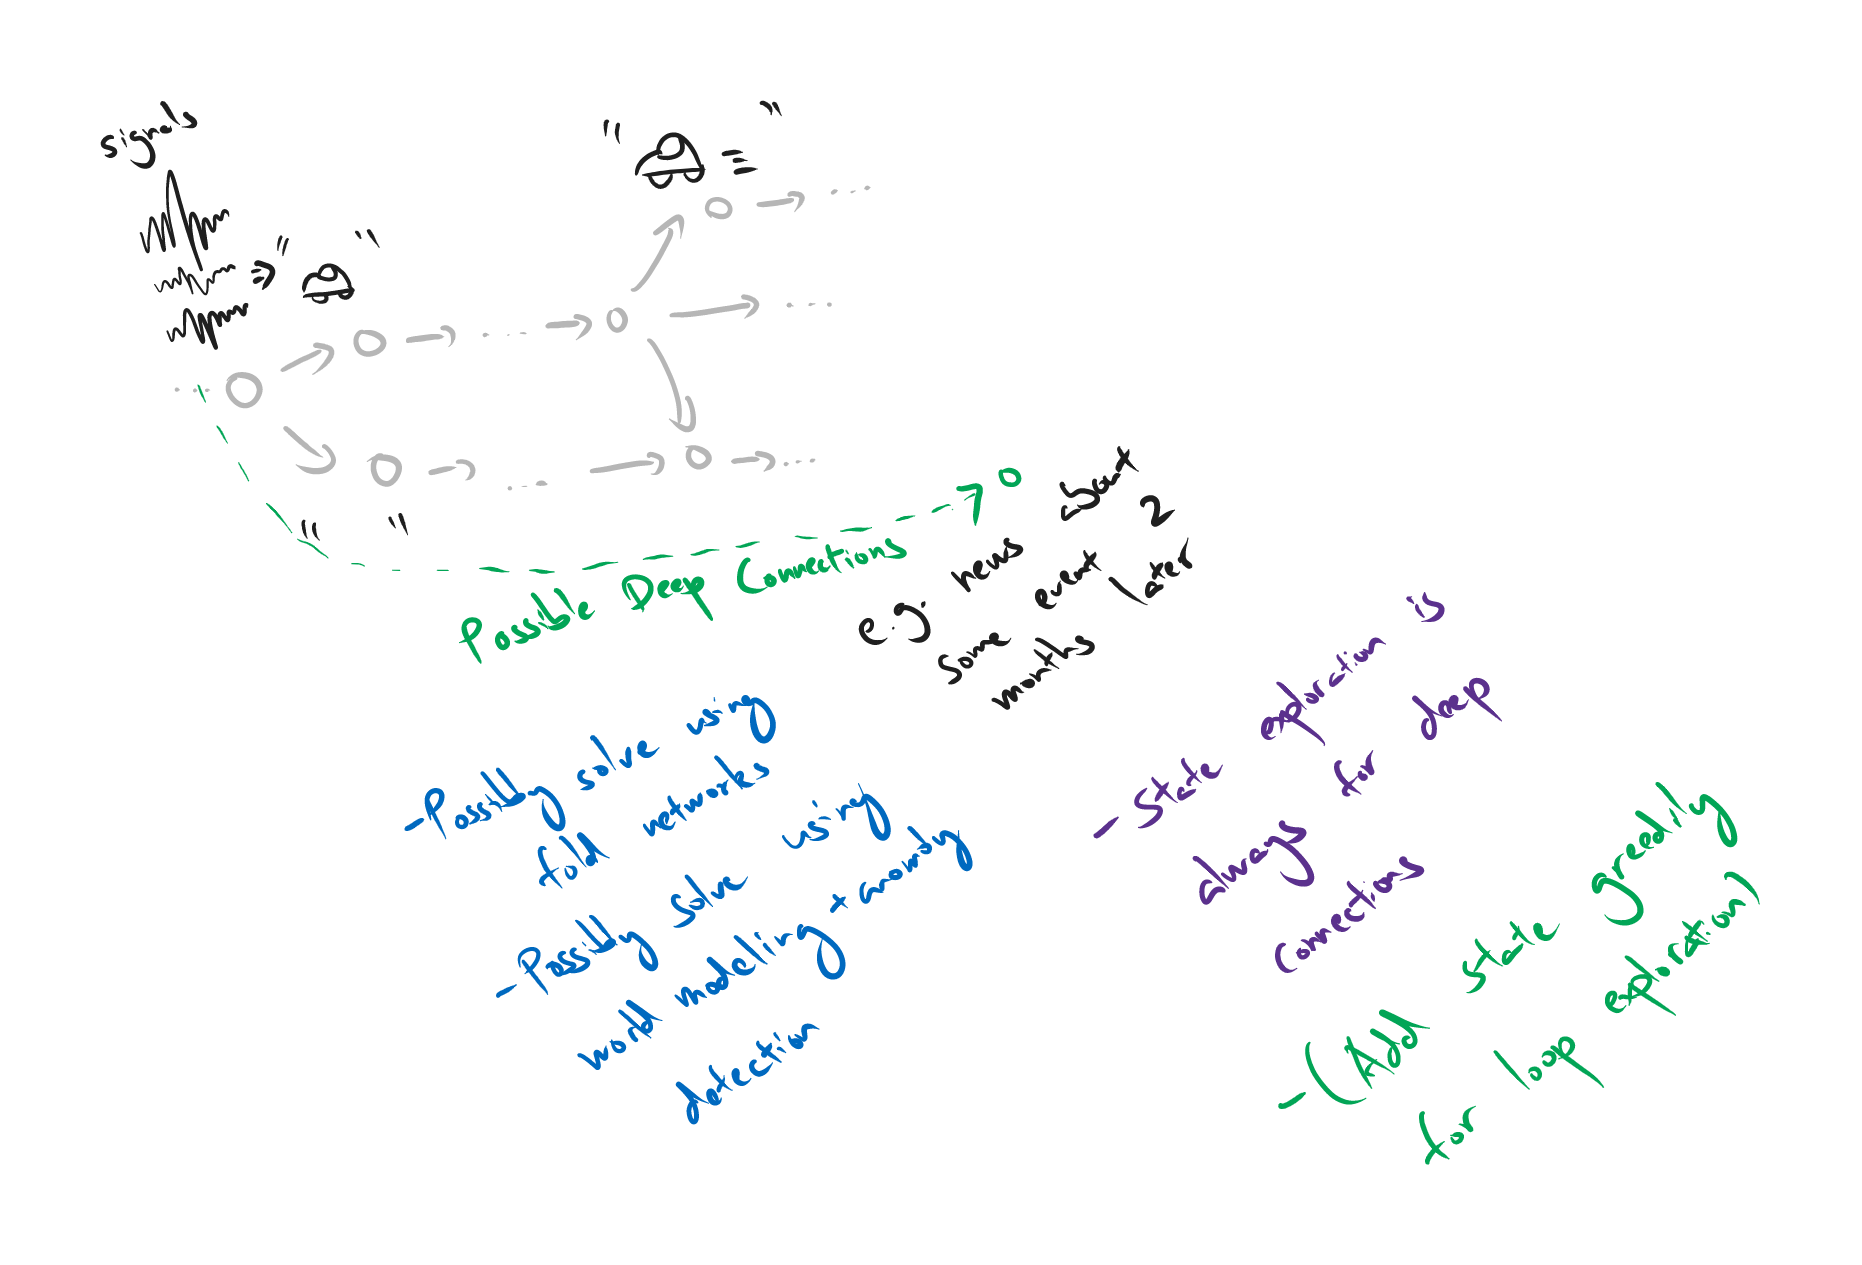 signals
" "
" "
" "
Possible Deep Connections
e.g. news about
some event 2
months later
-Possibly solve using
fold networks
-Possibly solve using
world modeling + anomaly
detection
-State exploration is
always for deep
connections
-(Add state greedily
for loop exploration)